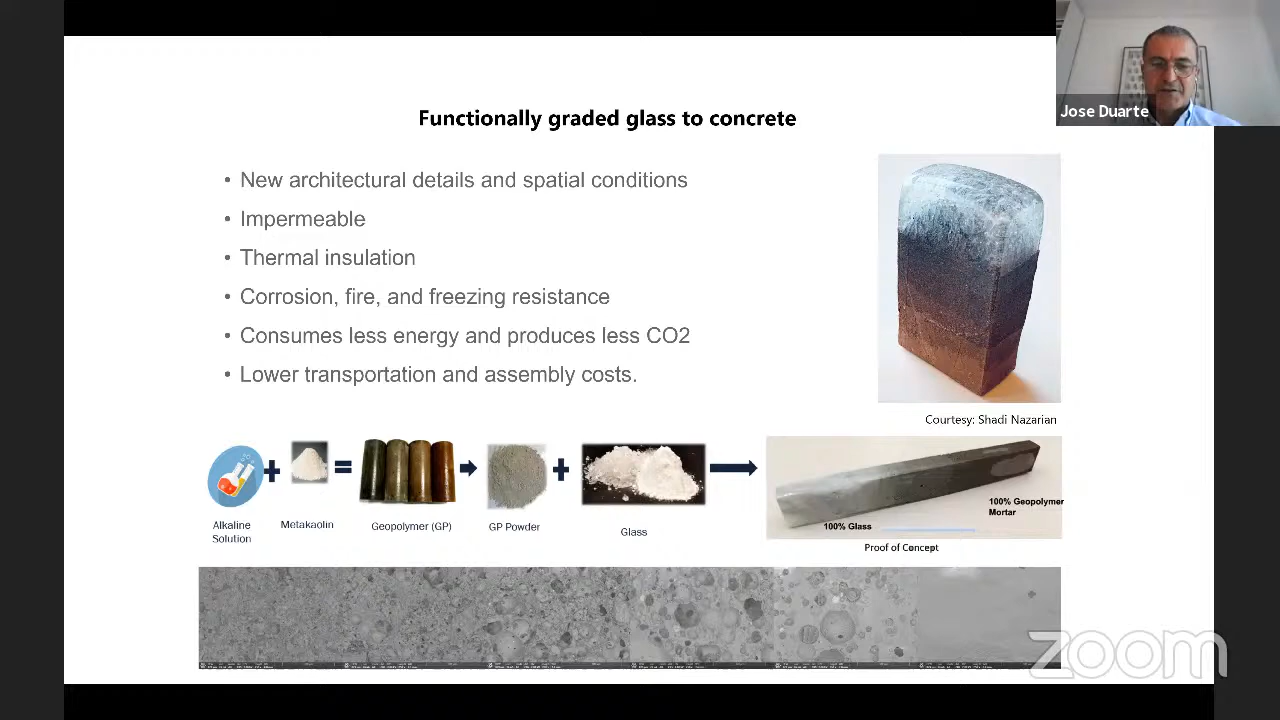 Jose Duarte
Functionally graded glass to concrete
• New architectural details and spatial conditions
• Impermeable
• Thermal insulation
• Corrosion, fire, and freezing resistance
• Consumes less energy and produces less CO2
• Lower transportation and assembly costs.
Courtesy: Shadi Nazarian
Alkaline
Solution
+
Metakaolin
=
Geopolymer (GP)
GP Powder
+
Glass
100% Glass
100% Geopolymer
Mortar
Proof of Concept
zoom